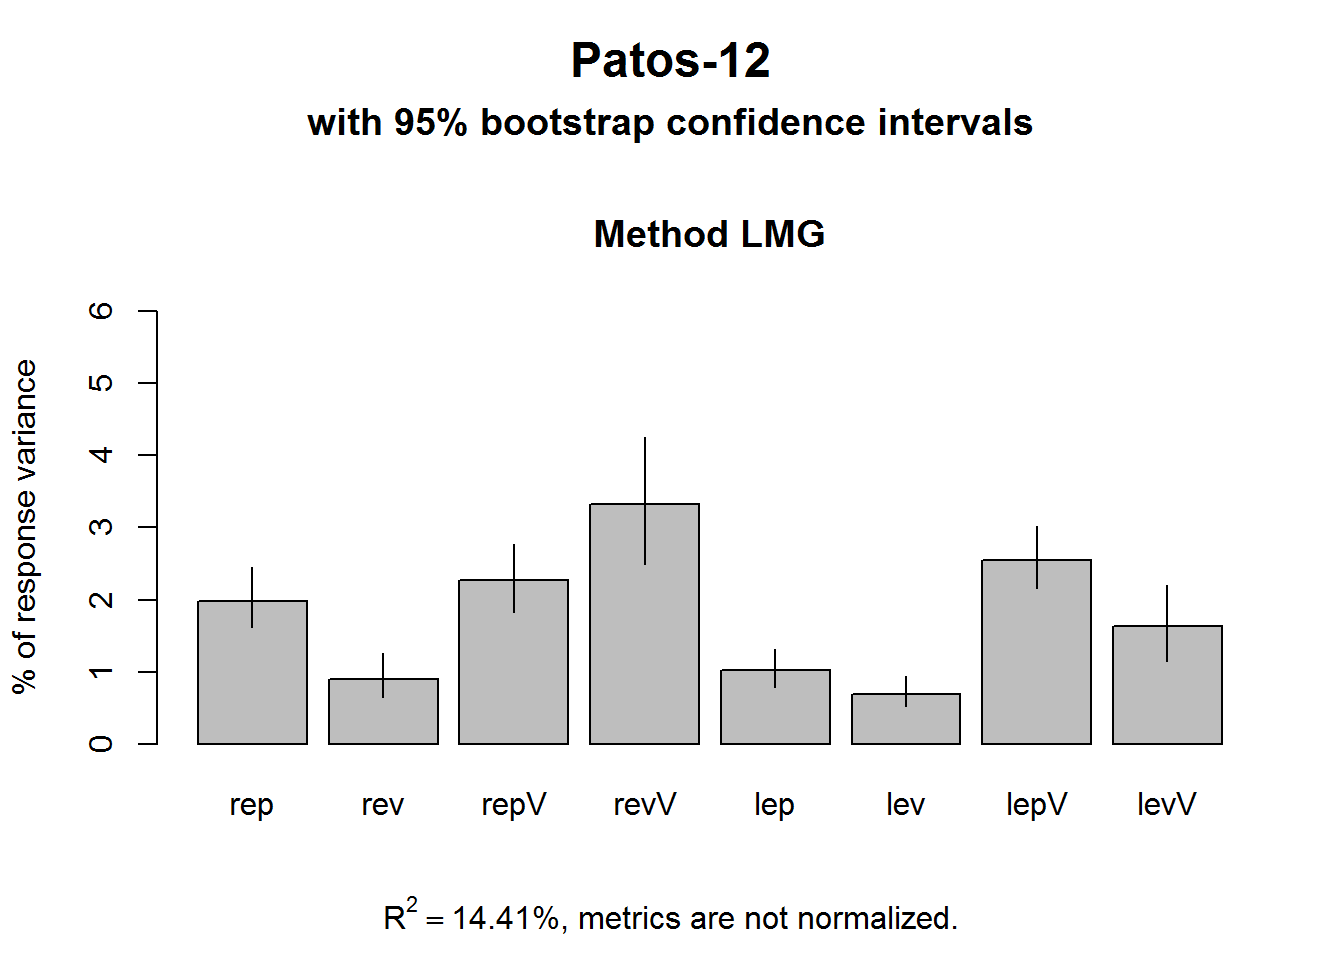 Patos-12
with 95% bootstrap confidence intervals
Method LMG
% of response variance
6
5
4
3
2
1
0
rep rev repV revV lep lev lepV levV
R² = 14.41%, metrics are not normalized.